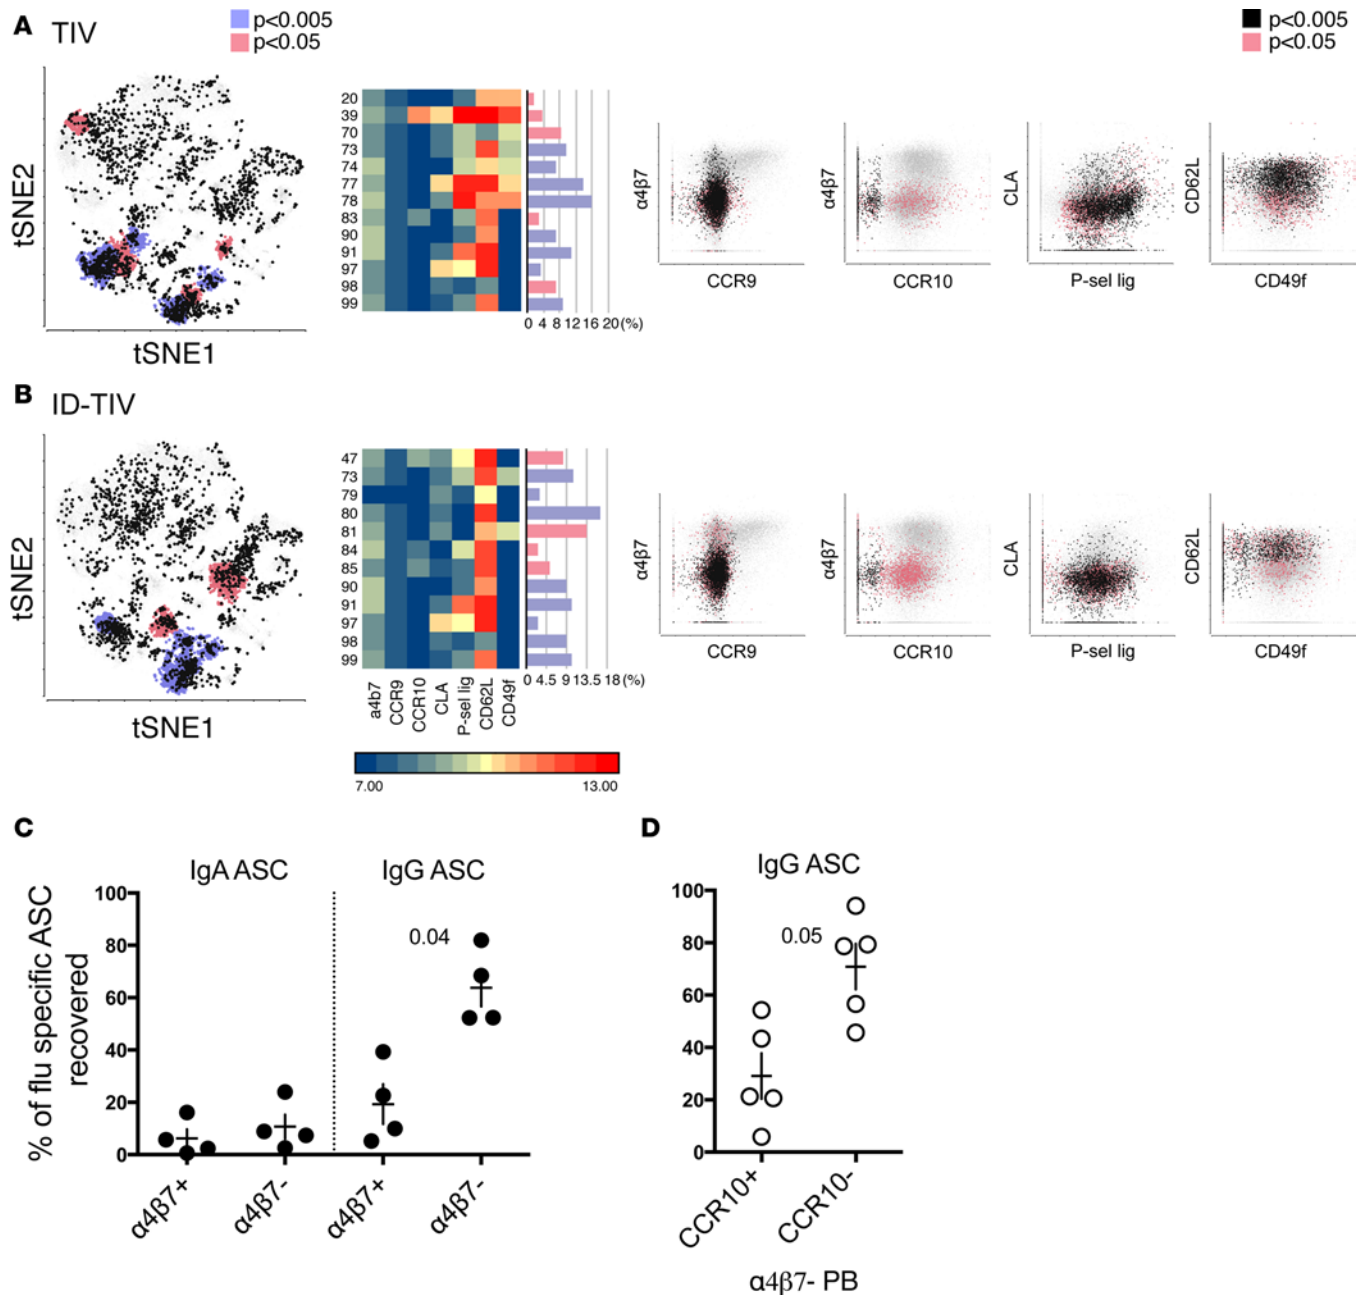 A TIV
p<0.005
p<0.05
p<0.005
p<0.05
tSNE2
tSNE1
20
39
70
73
74
77
78
83
90
91
97
98
99
0 4 8 12 16 20 (%)
α4β7
CCR9
α4β7
CCR10
CLA
P-sel lig
CD62L
CD49f
B ID-TIV
tSNE2
tSNE1
47
73
79
80
81
84
85
90
91
97
98
99
0 4.5 9 13.5 18 (%)
a4b7
CCR9
CCR10
CLA
P-sel lig
CD62L
CD49f
7.00 13.00
α4β7
CCR9
α4β7
CCR10
CLA
P-sel lig
CD62L
CD49f
C
IgA ASC IgG ASC
% of flu specific ASC
recovered
100
80
60
40
20
0
0.04
α4β7+ α4β7- α4β7+ α4β7-
D
IgG ASC
100
80
60
40
20
0
0.05
CCR10+ CCR10-
α4β7- PB